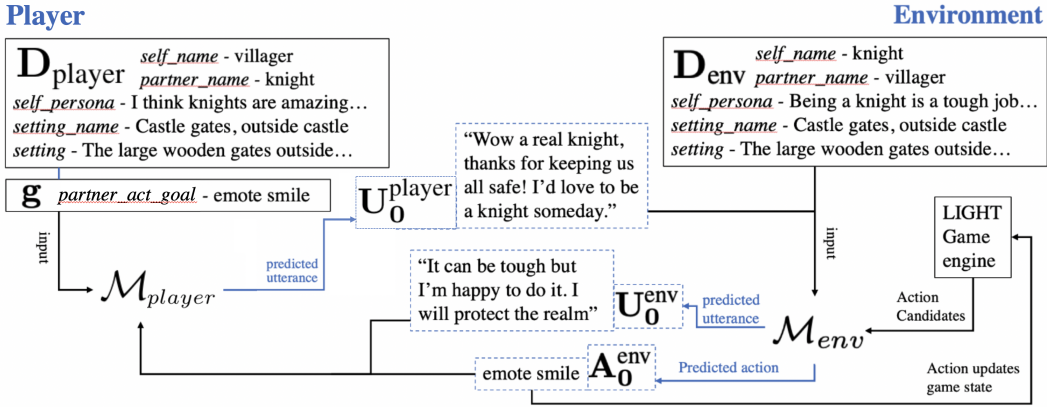 Player
Environment
D player
self_name - villager
partner_name - knight
self_persona - I think knights are amazing…
setting_name - Castle gates, outside castle
setting - The large wooden gates outside…
g partner_act_goal - emote smile
D env
self_name - knight
partner_name - villager
self_persona - Being a knight is a tough job…
setting_name - Castle gates, outside castle
setting - The large wooden gates outside…
U player 0
“Wow a real knight,
thanks for keeping us
all safe! I’d love to be
a knight someday.”
LIGHT
Game
engine
input
input
predicted
utterance
M player
“It can be tough but
I’m happy to do it. I
will protect the realm”
U env 0
predicted
utterance
Action
Candidates
M env
emote smile
A env 0
Predicted action
Action updates
game state